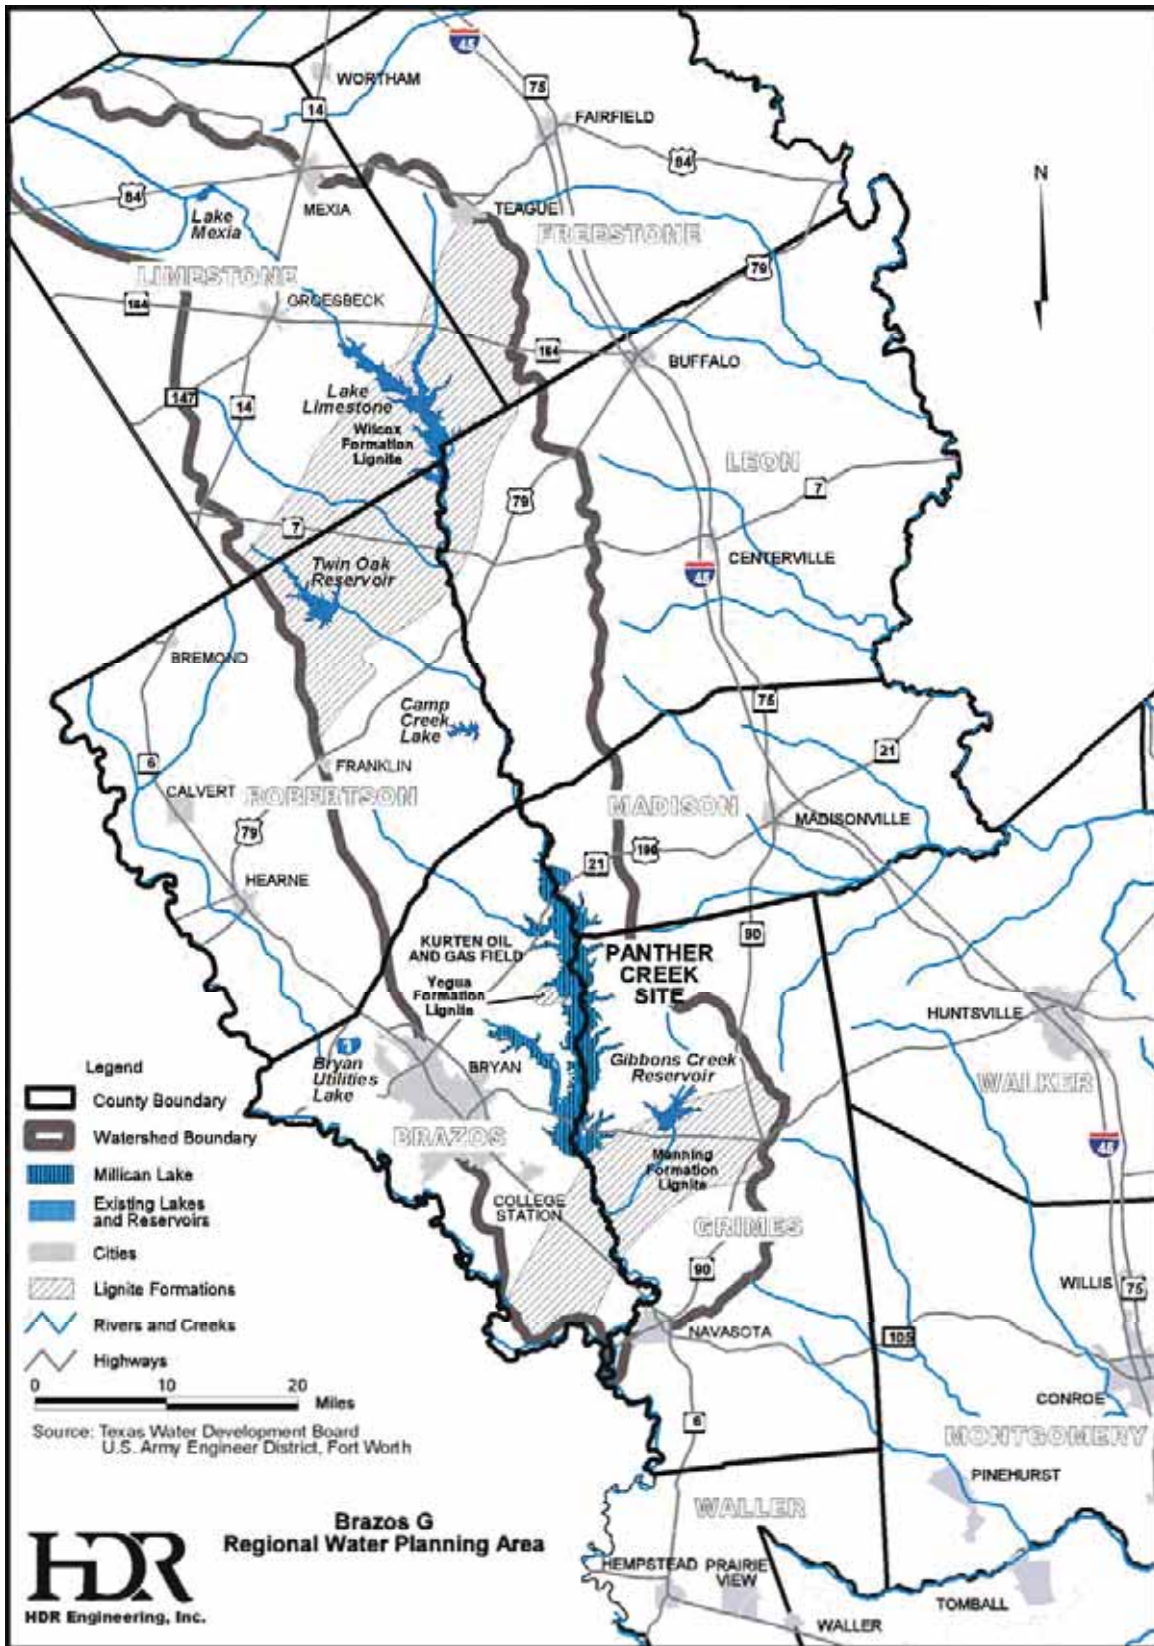 45
WORTHAM
75
14
FAIRFIELD
84
N
84
MEXIA
TEAGUE
Lake
Mexia
FREESTONE
79
LIMESTONE
164
GROESBECK
164
BUFFALO
147
14
Lake
Limestone
Wilcox
Formation
Lignite
LEON
79
7
7
CENTERVILLE
45
Twin Oak
Reservoir
BREMOND
75
Camp
Creek
Lake
21
6
FRANKLIN
CALVERT
ROBERTSON
MADISON
MADISONVILLE
79
190
21
HEARNE
90
KURTEN OIL
AND GAS FIELD
PANTHER
CREEK
SITE
Yegua
Formation
Lignite
HUNTSVILLE
Bryan
Utilities
Lake
BRYAN
Gibbons Creek
Reservoir
WALKER
BRAZOS
45
Manning
Formation
Lignite
COLLEGE
STATION
GRIMES
90
WILLIS
75
NAVASOTA
105
CONROE
6
MONTGOMERY
PINEHURST
WALLER
HEMPSTEAD
PRAIRIE
VIEW
TOMBALL
WALLER
Legend
County Boundary
Watershed Boundary
Millican Lake
Existing Lakes
and Reservoirs
Cities
Lignite Formations
Rivers and Creeks
Highways
0 10 20
Miles
Source: Texas Water Development Board
U.S. Army Engineer District, Fort Worth
Brazos G
Regional Water Planning Area
HDR
HDR Engineering, Inc.